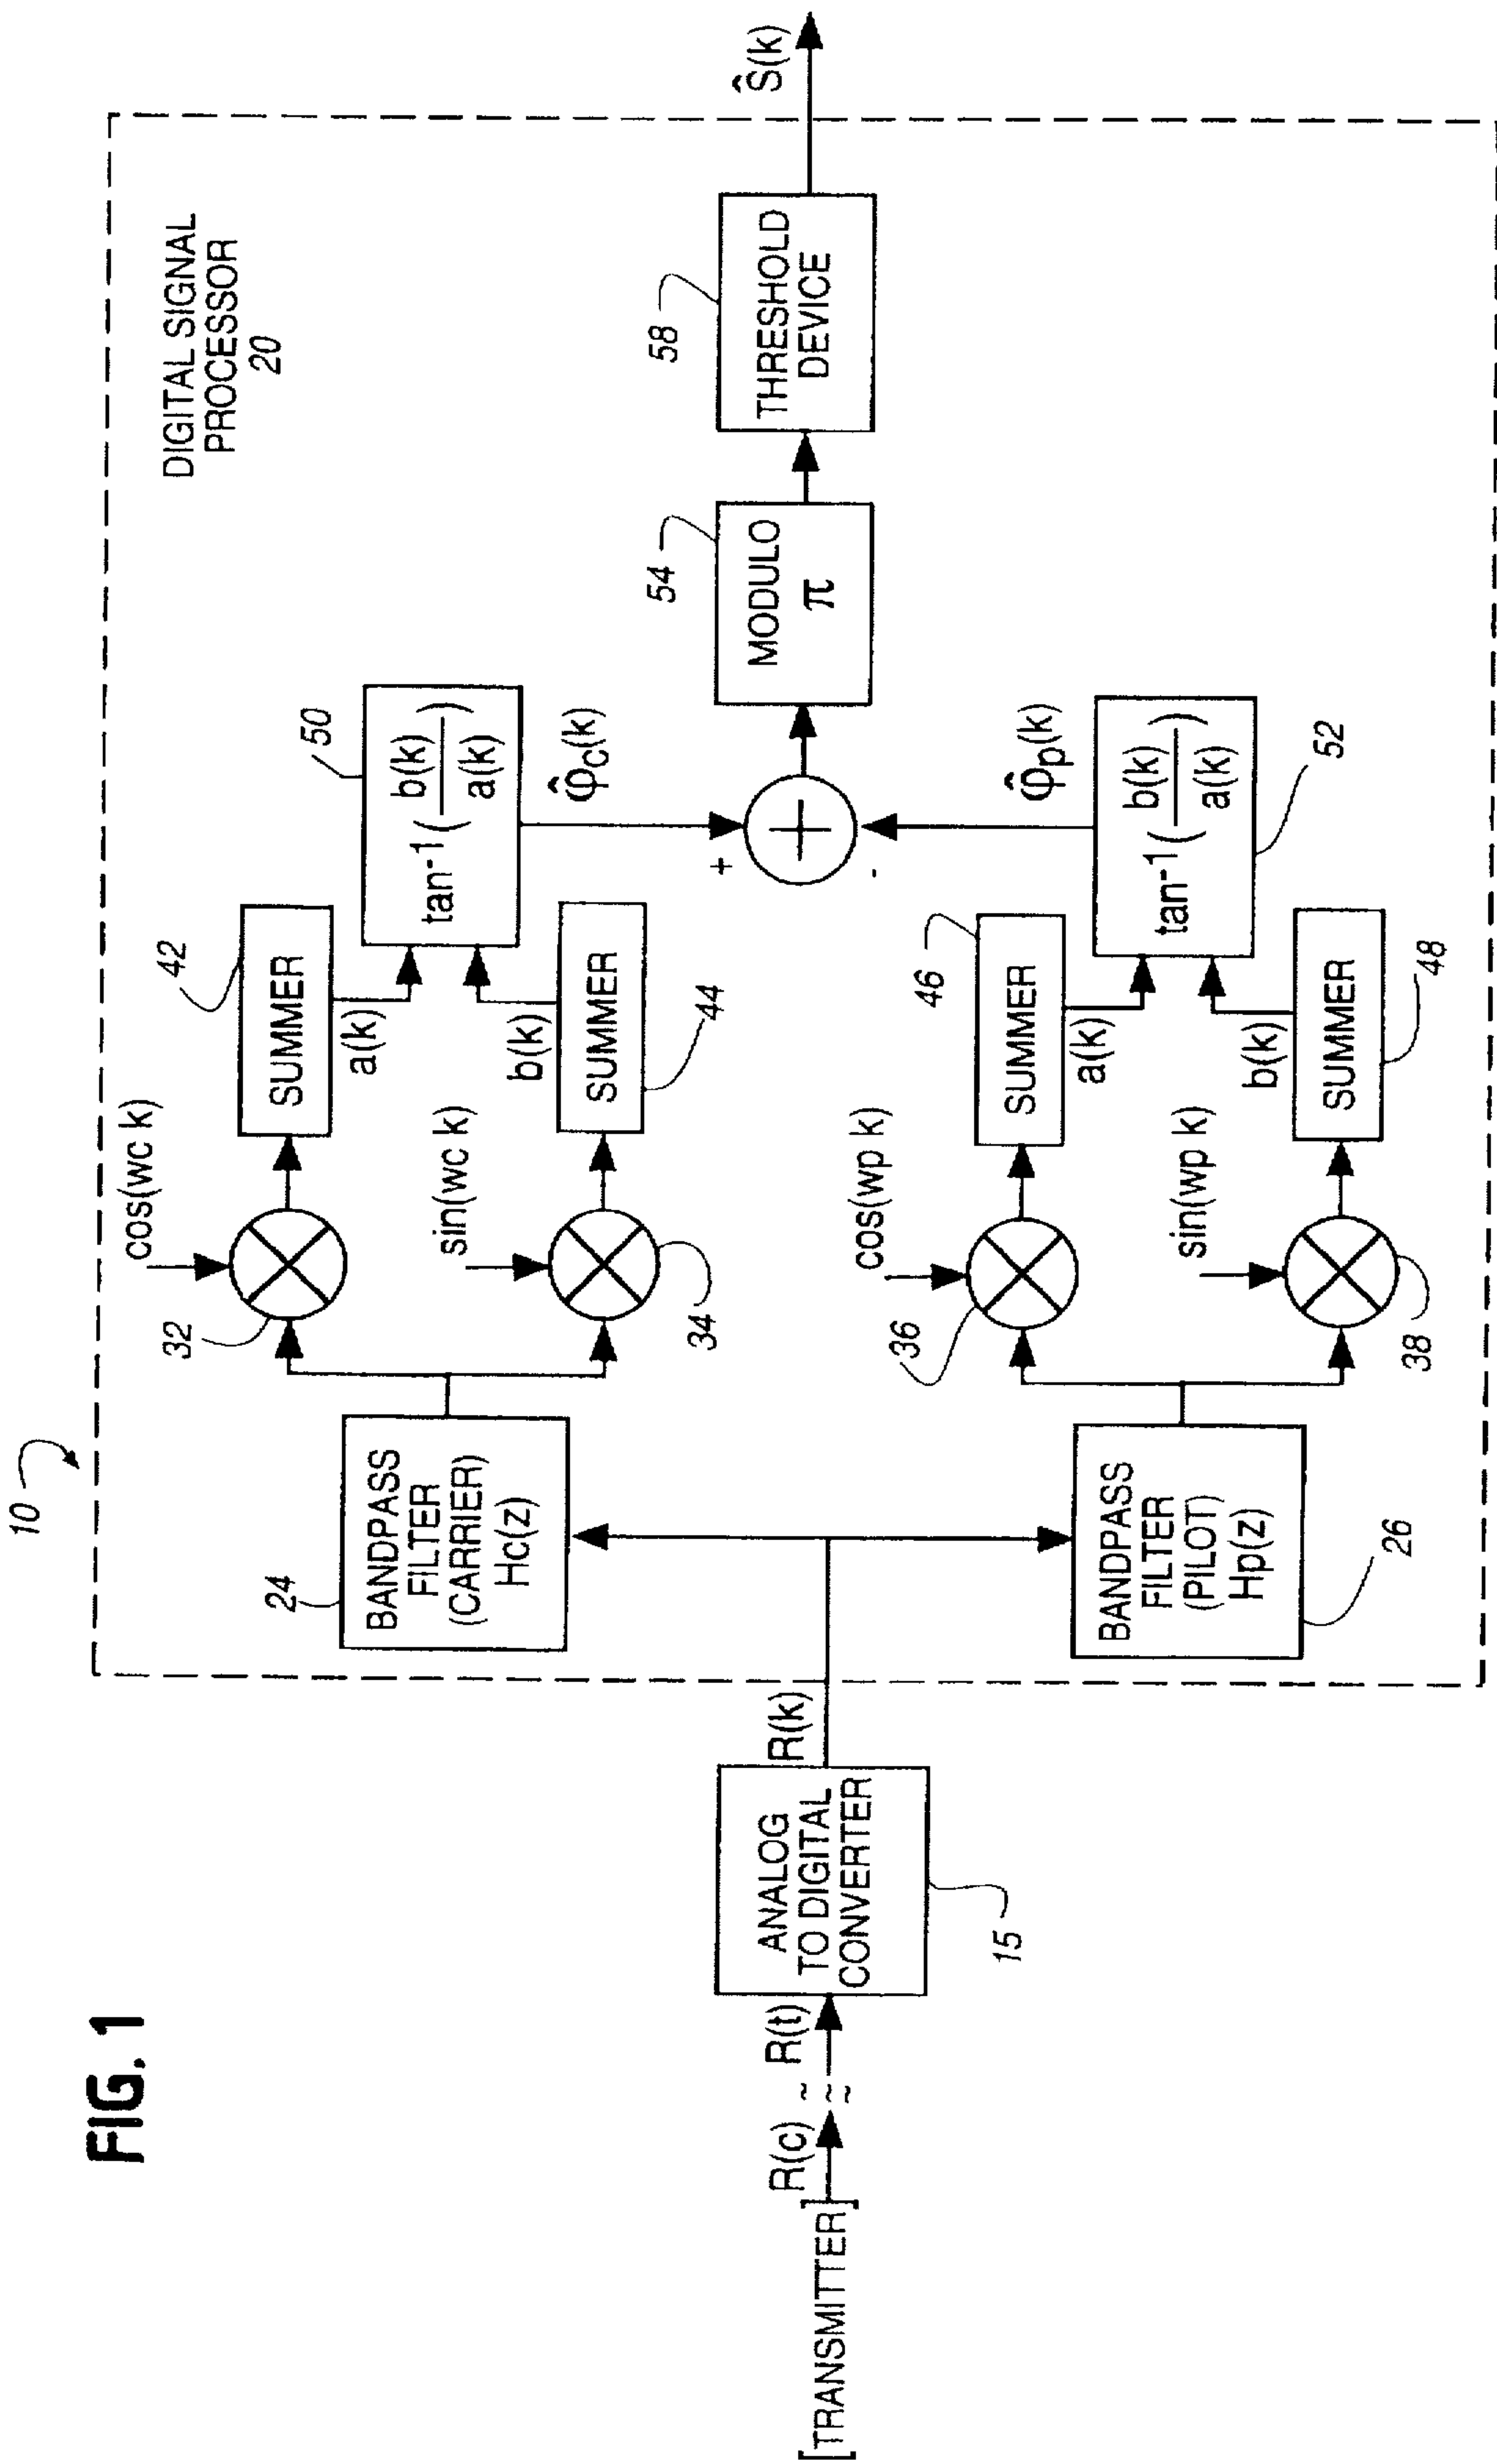 FIG. 1
10
DIGITAL SIGNAL
PROCESSOR
20
[TRANSMITTER]
R(c)
~
~
~
R(t)
ANALOG
TO DIGITAL
CONVERTER
15
R(k)
24
BANDPASS
FILTER
(CARRIER)
Hc(z)
BANDPASS
FILTER
(PILOT)
Hp(z)
26
cos(wc k)
32
sin(wc k)
34
cos(wp k)
36
sin(wp k)
38
42
SUMMER
a(k)
b(k)
SUMMER
44
46
SUMMER
a(k)
b(k)
SUMMER
48
50
tan-1( b(k)
a(k) )
φ̂c(k)
+
-
φ̂p(k)
tan-1( b(k)
a(k) )
52
54
MODULO
π
58
THRESHOLD
DEVICE
Ŝ(k)